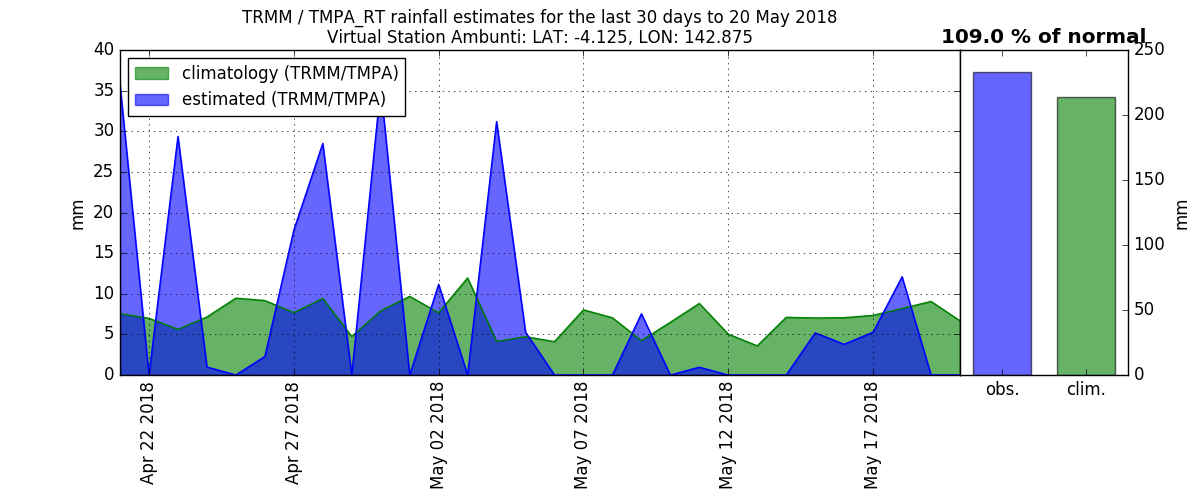 TRMM / TMPA_RT rainfall estimates for the last 30 days to 20 May 2018
Virtual Station Ambunti: LAT: -4.125, LON: 142.875
109.0 % of normal
climatology (TRMM/TMPA)
estimated (TRMM/TMPA)
40
35
30
25
20
15
10
5
0
mm
Apr 22 2018
Apr 27 2018
May 02 2018
May 07 2018
May 12 2018
May 17 2018
250
200
150
100
50
0
mm
obs.
clim.